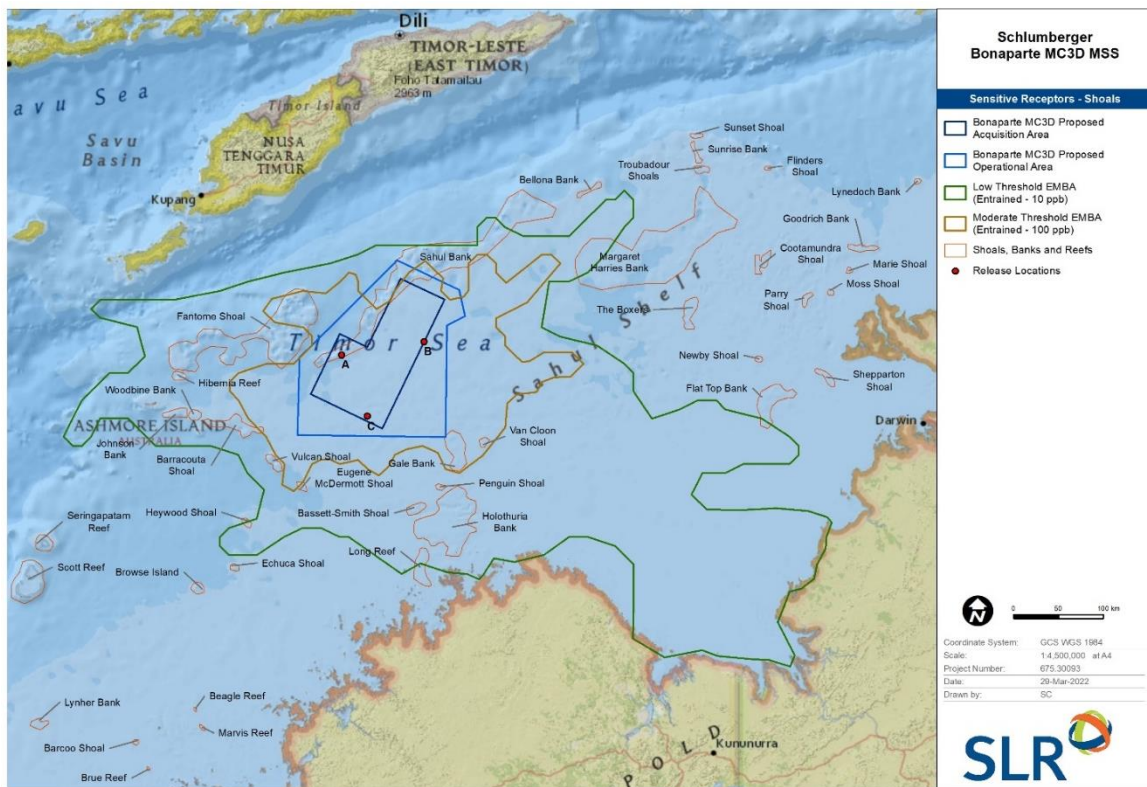 Dili
TIMOR-LESTE
(EAST TIMOR)
Foho Tatamailau
2963 m
avu Sea
Timor Island
Savu
Basin
NUSA
TENGGARA
TIMUR
Kupang
Sunset Shoal
Sunrise Bank
Troubadour
Shoals
Flinders
Shoal
Bellona Bank
Lynedoch Bank
Goodrich Bank
Sahul Bank
Margaret
Harries Bank
Cootamundra
Shoal
Marie Shoal
Moss Shoal
Parry
Shoal
The Boxers
Fantome Shoal
Timor Sea
Sahul Shelf
A
B
C
Newby Shoal
Shepparton
Shoal
Flat Top Bank
Darwin
Hibernia Reef
Woodbine Bank
ASHMORE ISLAND
AUSTRALIA
Johnson
Bank
Barracouta
Shoal
Vulcan Shoal
Eugene
McDermott Shoal
Gale Bank
Van Cloon
Shoal
Penguin Shoal
Bassett-Smith Shoal
Holothuria
Bank
Heywood Shoal
Seringapatam
Reef
Scott Reef
Browse Island
Echuca Shoal
Long Reef
Lynher Bank
Beagle Reef
Marvis Reef
Barcoo Shoal
Brue Reef
Kununurra
POLD
Schlumberger
Bonaparte MC3D MSS
Sensitive Receptors - Shoals
Bonaparte MC3D Proposed
Acquisition Area
Bonaparte MC3D Proposed
Operational Area
Low Threshold EMBA
(Entrained - 10 ppb)
Moderate Threshold EMBA
(Entrained - 100 ppb)
Shoals, Banks and Reefs
Release Locations
0 50 100 km
Coordinate System: GCS WGS 1984
Scale: 1:4,500,000 at A4
Project Number: 675.30093
Date: 29-Mar-2022
Drawn by: SC
SLR